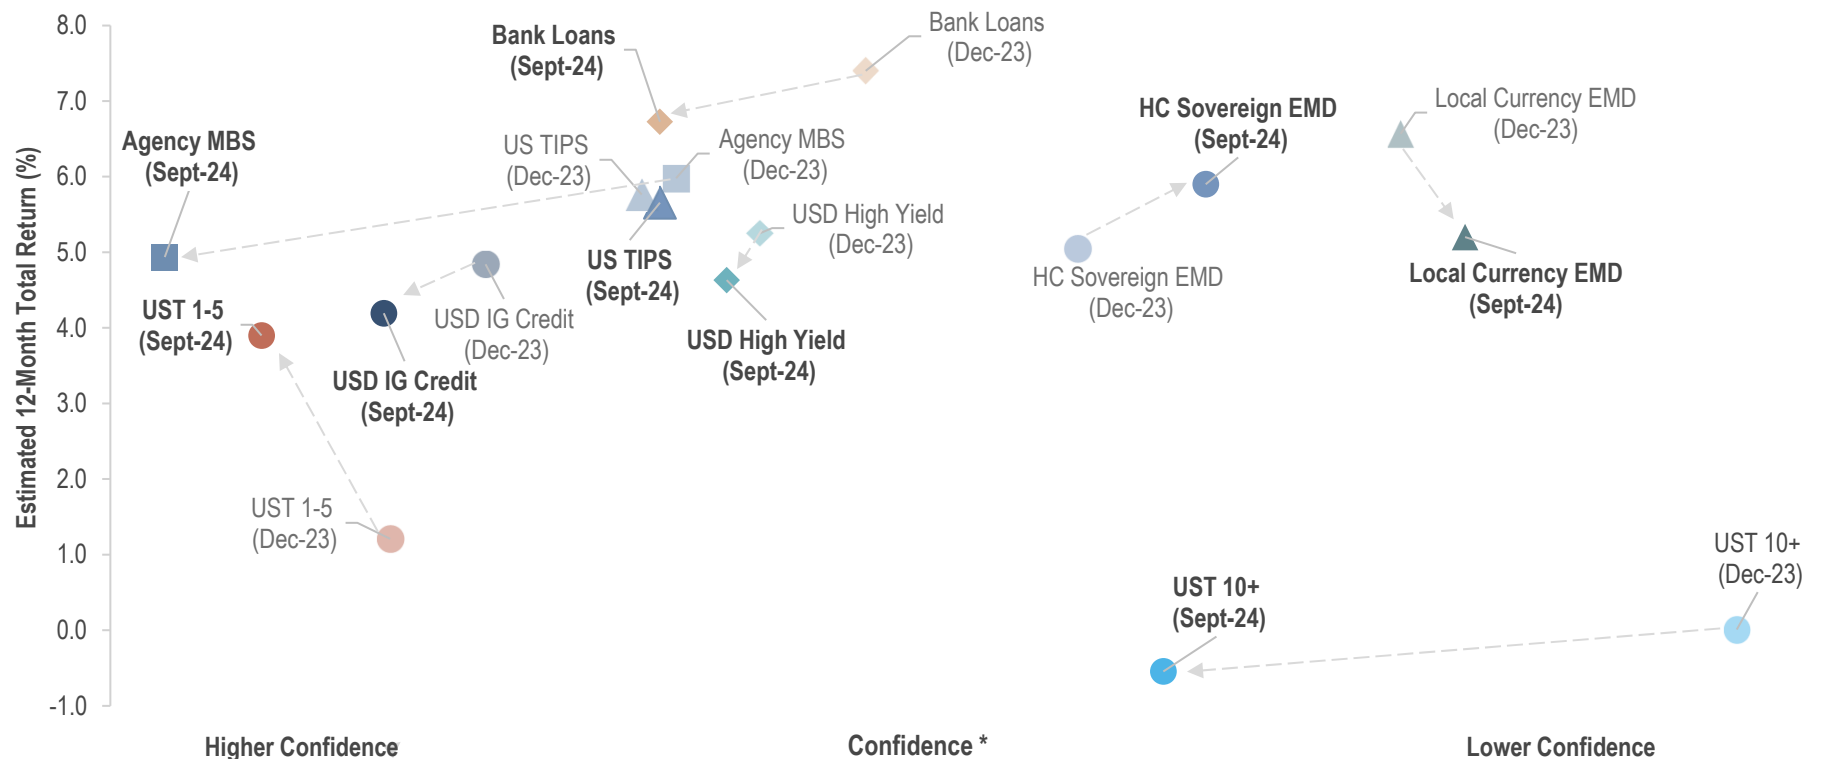 Estimated 12-Month Total Return (%)
8.0
7.0
6.0
5.0
4.0
3.0
2.0
1.0
0.0
-1.0
Bank Loans
(Sept-24)
Bank Loans
(Dec-23)
Agency MBS
(Sept-24)
US TIPS
(Dec-23)
Agency MBS
(Dec-23)
HC Sovereign EMD
(Sept-24)
Local Currency EMD
(Dec-23)
USD High Yield
(Dec-23)
US TIPS
(Sept-24)
HC Sovereign EMD
(Dec-23)
Local Currency EMD
(Sept-24)
UST 1-5
(Sept-24)
USD IG Credit
(Dec-23)
USD High Yield
(Sept-24)
USD IG Credit
(Sept-24)
UST 1-5
(Dec-23)
UST 10+
(Sept-24)
UST 10+
(Dec-23)
Higher Confidence
Confidence *
Lower Confidence